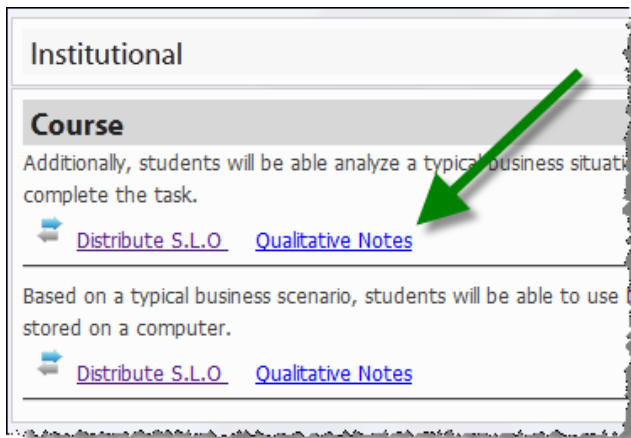 Institutional
Course
Additionally, students will be able analyze a typical business situati
complete the task.
Distribute S.L.O Qualitative Notes
Based on a typical business scenario, students will be able to use
stored on a computer.
Distribute S.L.O Qualitative Notes